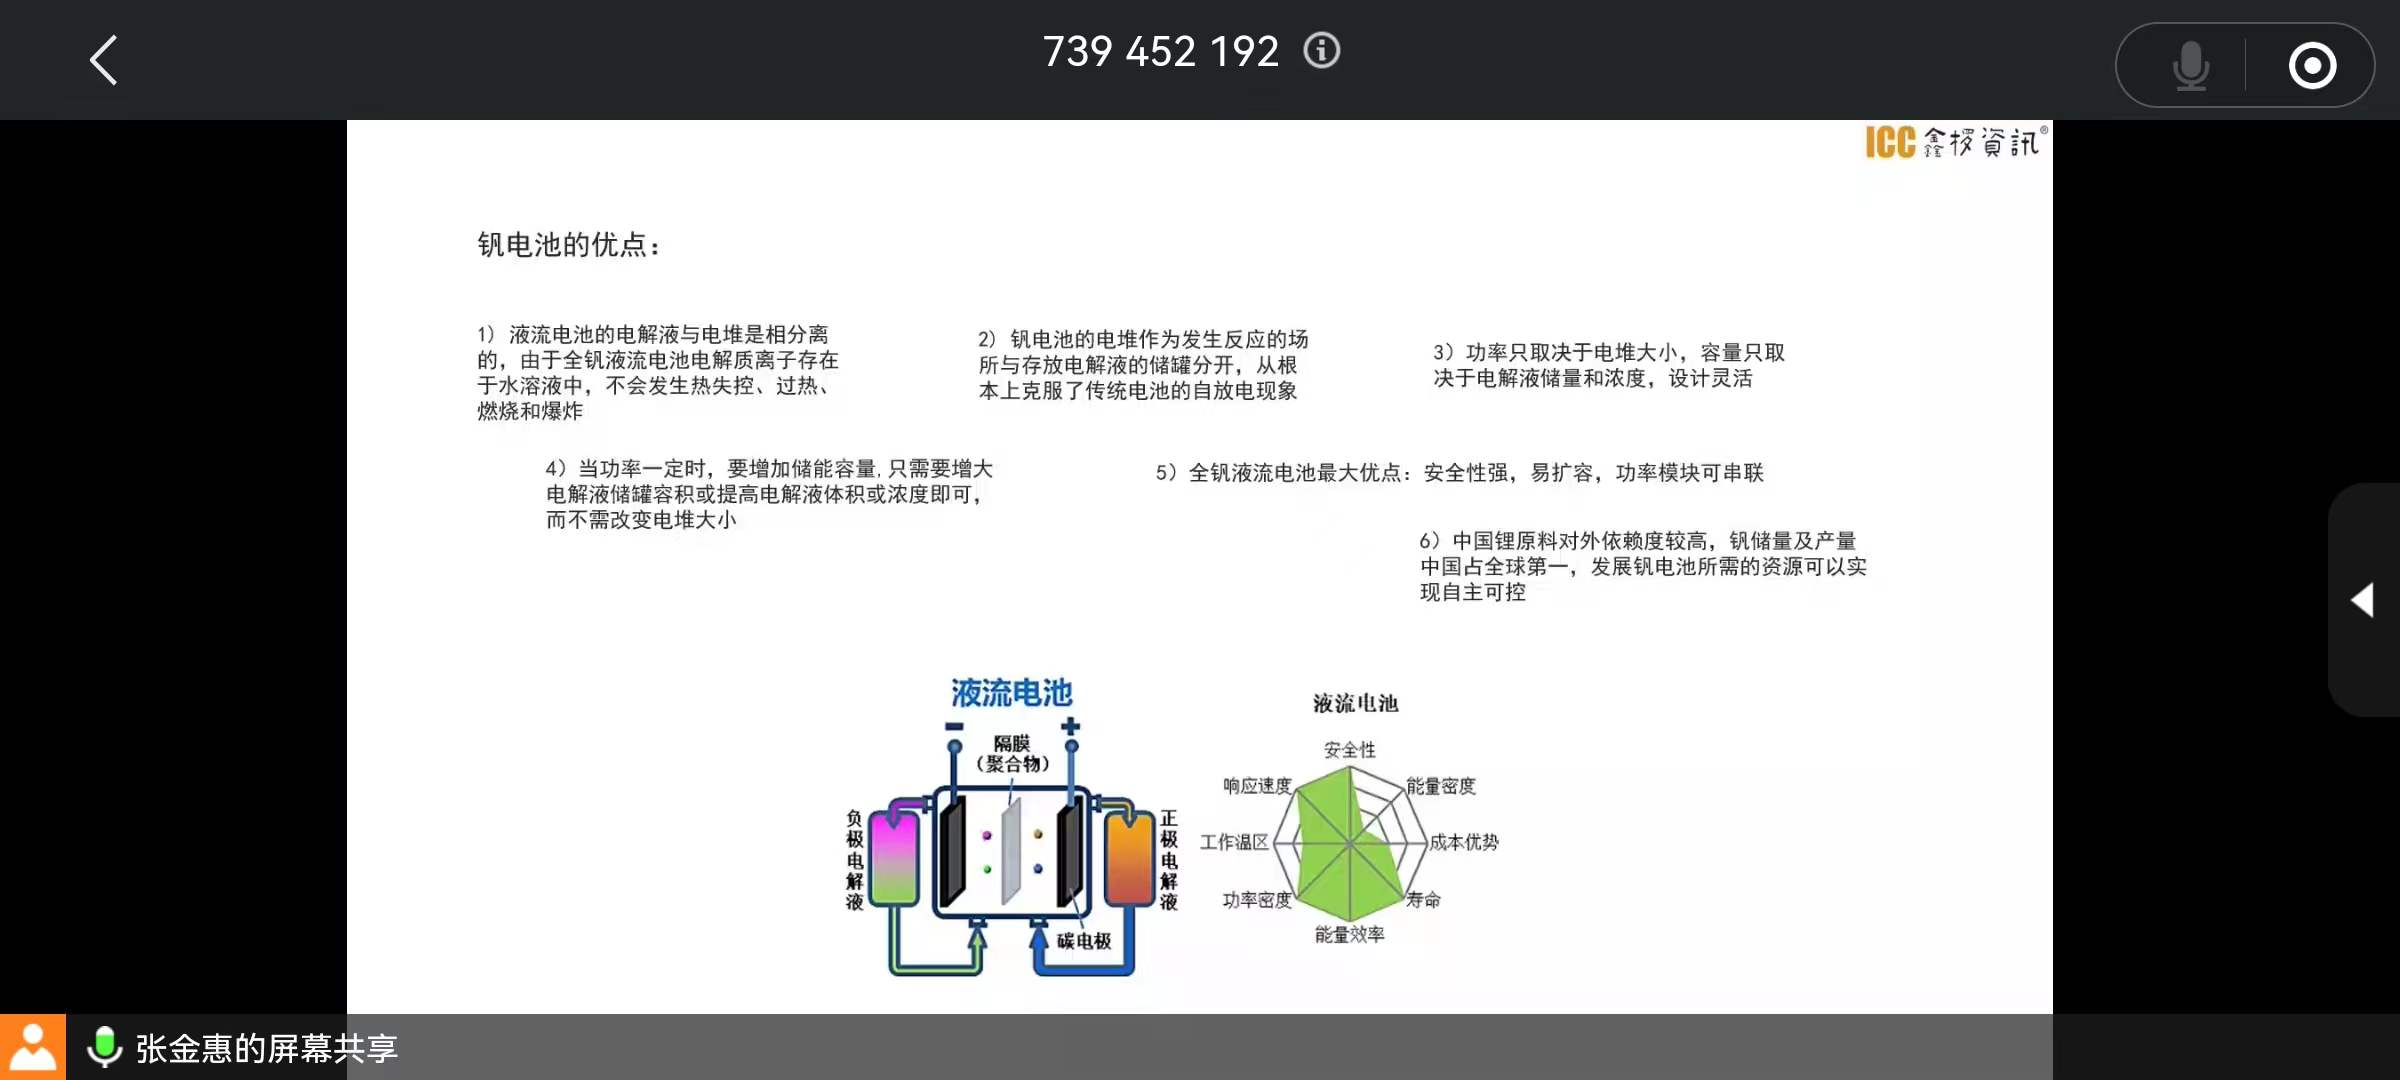 739 452 192
ICC 鑫椤資訊®
钒电池的优点：
1）液流电池的电解液与电堆是相分离
的，由于全钒液流电池电解质离子存在
于水溶液中，不会发生热失控、过热、
燃烧和爆炸
2）钒电池的电堆作为发生反应的场
所与存放电解液的储罐分开，从根
本上克服了传统电池的自放电现象
3）功率只取决于电堆大小，容量只取
决于电解液储量和浓度，设计灵活
4）当功率一定时，要增加储能容量,只需要增大
电解液储罐容积或提高电解液体积或浓度即可，
而不需改变电堆大小
5）全钒液流电池最大优点：安全性强，易扩容，功率模块可串联
6）中国锂原料对外依赖度较高，钒储量及产量
中国占全球第一，发展钒电池所需的资源可以实
现自主可控
液流电池
隔膜
（聚合物）
负极电解液
正极电解液
碳电极
液流电池
安全性
响应速度
能量密度
工作温区
成本优势
功率密度
寿命
能量效率
张金惠的屏幕共享